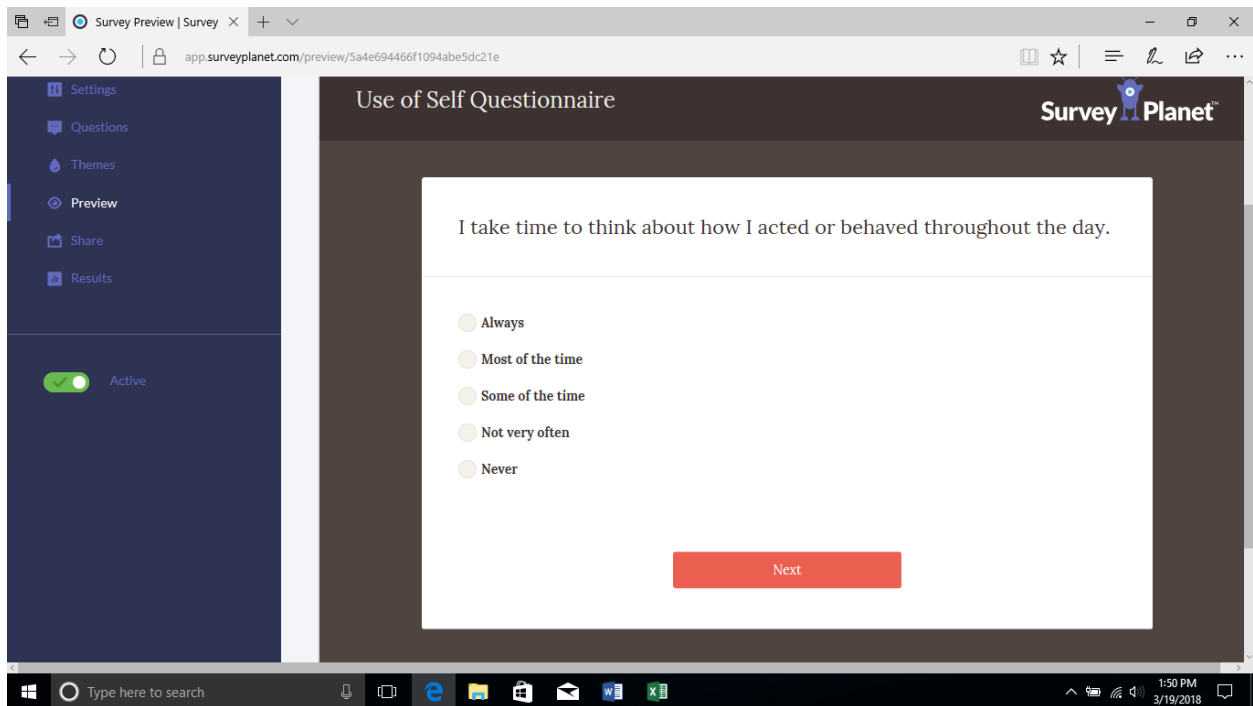 Survey Preview | Survey
app.surveyplanet.com/preview/5a4e694466f1094abe5dc21e
Settings
Questions
Themes
Preview
Share
Results
Active
Use of Self Questionnaire
Survey Planet™
I take time to think about how I acted or behaved throughout the day.
Always
Most of the time
Some of the time
Not very often
Never
Next
Type here to search
1:50 PM
3/19/2018